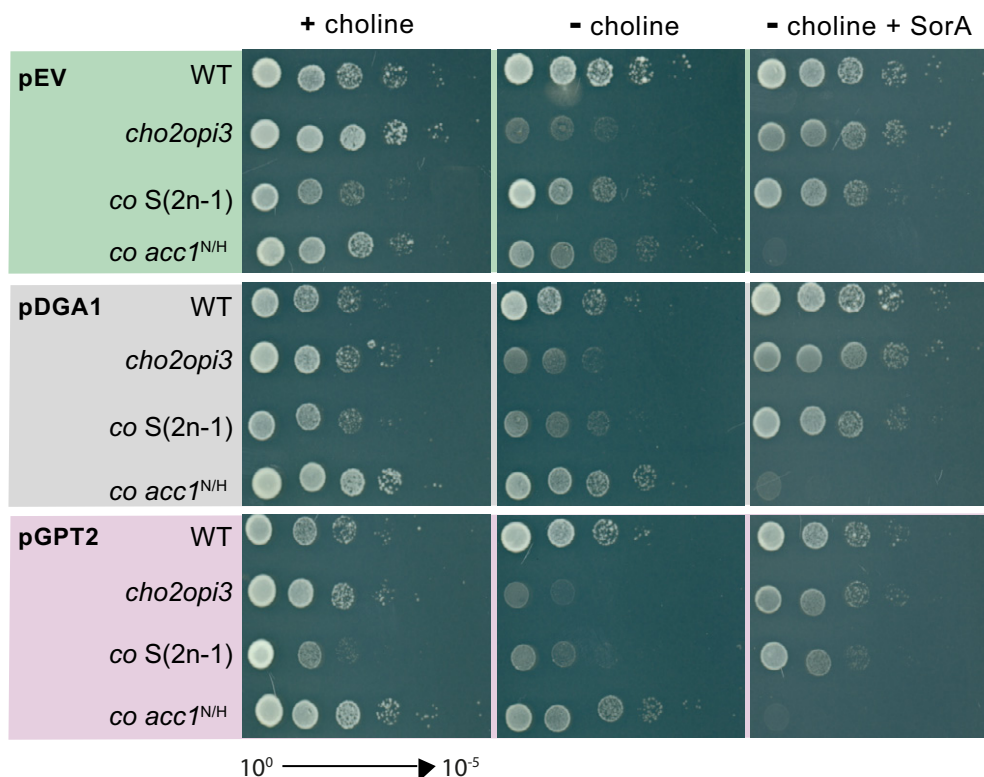 + choline - choline - choline + SorA
pEV WT
cho2opi3
co S(2n-1)
co acc1N/H
pDGA1 WT
cho2opi3
co S(2n-1)
co acc1N/H
pGPT2 WT
cho2opi3
co S(2n-1)
co acc1N/H
10⁰ 10⁻⁵